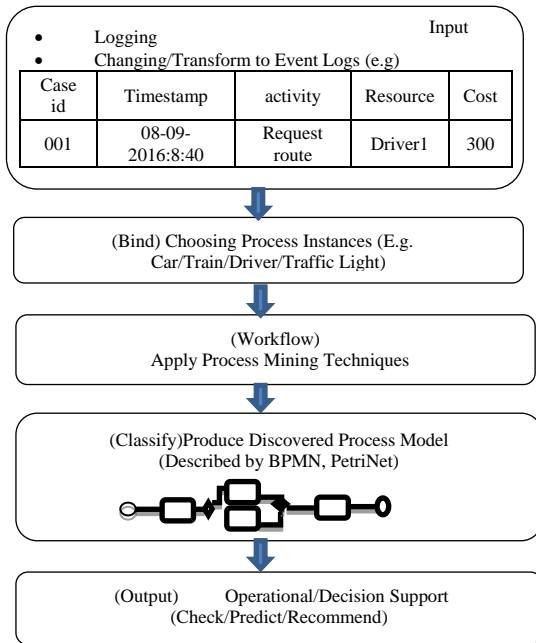 Input
• Logging
• Changing/Transform to Event Logs (e.g)
Case id Timestamp activity Resource Cost
001 08-09-2016:8:40 Request route Driver1 300
(Bind) Choosing Process Instances (E.g.
Car/Train/Driver/Traffic Light)
(Workflow)
Apply Process Mining Techniques
(Classify)Produce Discovered Process Model
(Described by BPMN, PetriNet)
(Output) Operational/Decision Support
(Check/Predict/Recommend)